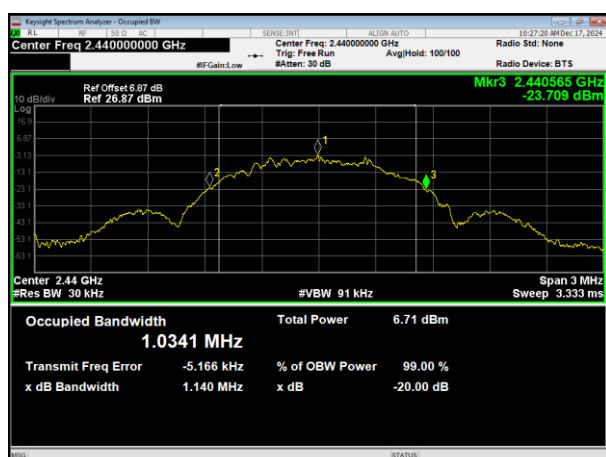 Keysight Spectrum Analyzer - Occupied BW
RL RF 50 Ω AC SENSE:INT ALIGN AUTO 10:27:20 AM Dec 17, 2024
Center Freq 2.440000000 GHz Center Freq: 2.440000000 GHz Radio Std: None
Trig: Free Run Avg|Hold: 100/100
#IFGain:Low #Atten: 30 dB Radio Device: BTS
Ref Offset 6.87 dB Mkr3 2.440565 GHz
10 dB/div Ref 26.87 dBm -23.709 dBm
Log
16.9
6.87
1
-3.13
-13.1
2
3
-23.1
-33.1
-43.1
-53.1
-63.1
Center 2.44 GHz Span 3 MHz
#Res BW 30 kHz #VBW 91 kHz Sweep 3.333 ms
Occupied Bandwidth Total Power 6.71 dBm
1.0341 MHz
Transmit Freq Error -5.166 kHz % of OBW Power 99.00 %
x dB Bandwidth 1.140 MHz x dB -20.00 dB
MSG STATUS